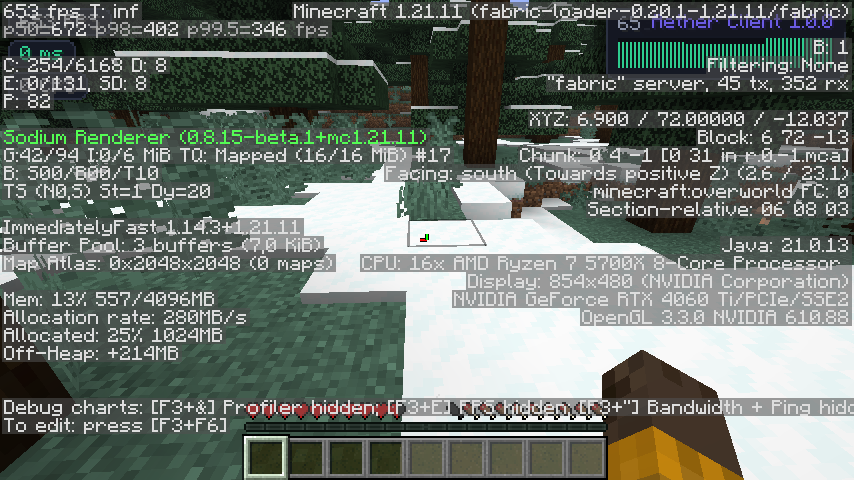 653 fps T: inf
Minecraft 1.21.11 (fabric-loader-0.20.1-1.21.11/fabric)
p50=672 p98=402 p99.5=346 fps
65 Aether Client 1.0.0
0 ms
B: 1
C: 254/6168 D: 8
Filtering: None
E: 0/131, SD: 8
"fabric" server, 45 tx, 352 rx
P: 82
XYZ: 6.900 / 72.00000 / -12.037
Sodium Renderer (0.8.15-beta.1+mc1.21.11)
Block: 6 72 -13
G:42/94 I:0/6 MiB TQ: Mapped (16/16 MiB) #17
Chunk: 0 4 -1 [0 31 in r.0.-1.mca]
B: S00/B00/T10
Facing: south (Towards positive Z) (2.6 / 23.1)
TS (N0,S) St=1 Dy=20
minecraft:overworld FC: 0
Section-relative: 06 08 03
ImmediatelyFast 1.14.3+1.21.11
Buffer Pool: 3 buffers (7,0 KiB)
Java: 21.0.13
Map Atlas: 0x2048x2048 (0 maps)
CPU: 16x AMD Ryzen 7 5700X 8-Core Processor
Display: 854x480 (NVIDIA Corporation)
Mem: 13% 557/4096MB
NVIDIA GeForce RTX 4060 Ti/PCIe/SSE2
Allocation rate: 280MB/s
OpenGL 3.3.0 NVIDIA 610.88
Allocated: 25% 1024MB
Off-Heap: +214MB
Debug charts: [F3+&] Profiler hidden; [F3+É] FPS hidden; [F3+"] Bandwidth + Ping hidd
To edit: press [F3+F6]